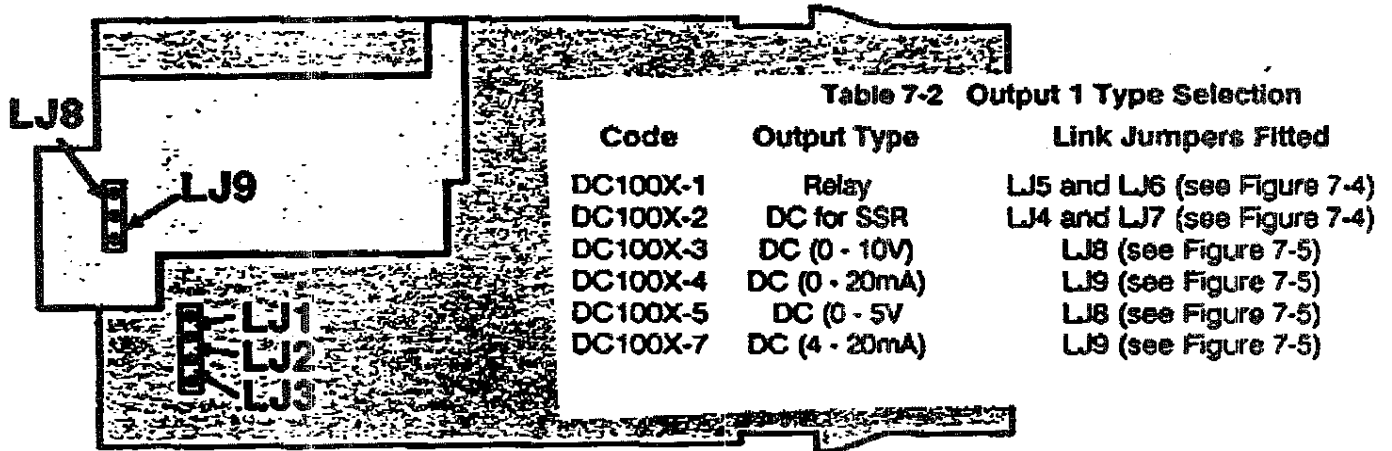 LJ8
LJ9
LJ1
LJ2
LJ3
Table 7-2 Output 1 Type Selection
Code Output Type Link Jumpers Fitted
DC100X-1 Relay LJ5 and LJ6 (see Figure 7-4)
DC100X-2 DC for SSR LJ4 and LJ7 (see Figure 7-4)
DC100X-3 DC (0 - 10V) LJ8 (see Figure 7-5)
DC100X-4 DC (0 - 20mA) LJ9 (see Figure 7-5)
DC100X-5 DC (0 - 5V LJ8 (see Figure 7-5)
DC100X-7 DC (4 - 20mA) LJ9 (see Figure 7-5)